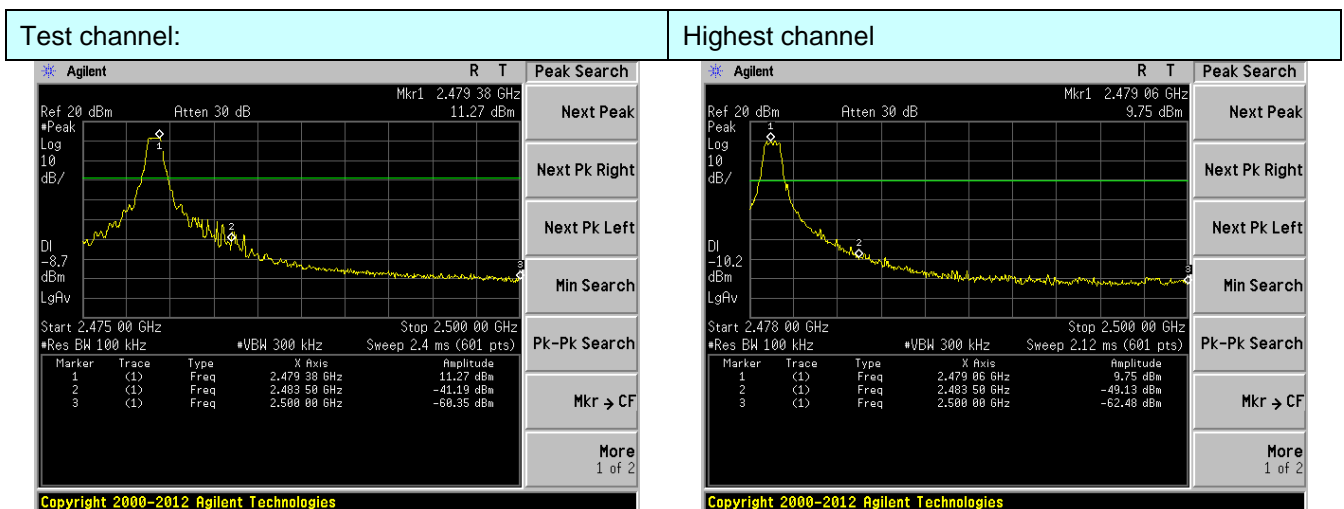 Test channel:
Highest channel
Agilent R T Peak Search
Mkr1 2.479 38 GHz
Ref 20 dBm Atten 30 dB 11.27 dBm
#Peak
Log
10
dB/
1
2
3
DI
-8.7
dBm
LgAv
Start 2.475 00 GHz Stop 2.500 00 GHz
#Res BW 100 kHz #VBW 300 kHz Sweep 2.4 ms (601 pts)
Marker Trace Type X Axis Amplitude
1 (1) Freq 2.479 38 GHz 11.27 dBm
2 (1) Freq 2.483 50 GHz -41.19 dBm
3 (1) Freq 2.500 00 GHz -60.35 dBm
Next Peak
Next Pk Right
Next Pk Left
Min Search
Pk-Pk Search
Mkr → CF
More
1 of 2
Copyright 2000-2012 Agilent Technologies
Agilent R T Peak Search
Mkr1 2.479 06 GHz
Ref 20 dBm Atten 30 dB 9.75 dBm
Peak
Log
10
dB/
1
2
3
DI
-10.2
dBm
LgAv
Start 2.478 00 GHz Stop 2.500 00 GHz
#Res BW 100 kHz #VBW 300 kHz Sweep 2.12 ms (601 pts)
Marker Trace Type X Axis Amplitude
1 (1) Freq 2.479 06 GHz 9.75 dBm
2 (1) Freq 2.483 50 GHz -49.13 dBm
3 (1) Freq 2.500 00 GHz -62.48 dBm
Next Peak
Next Pk Right
Next Pk Left
Min Search
Pk-Pk Search
Mkr → CF
More
1 of 2
Copyright 2000-2012 Agilent Technologies